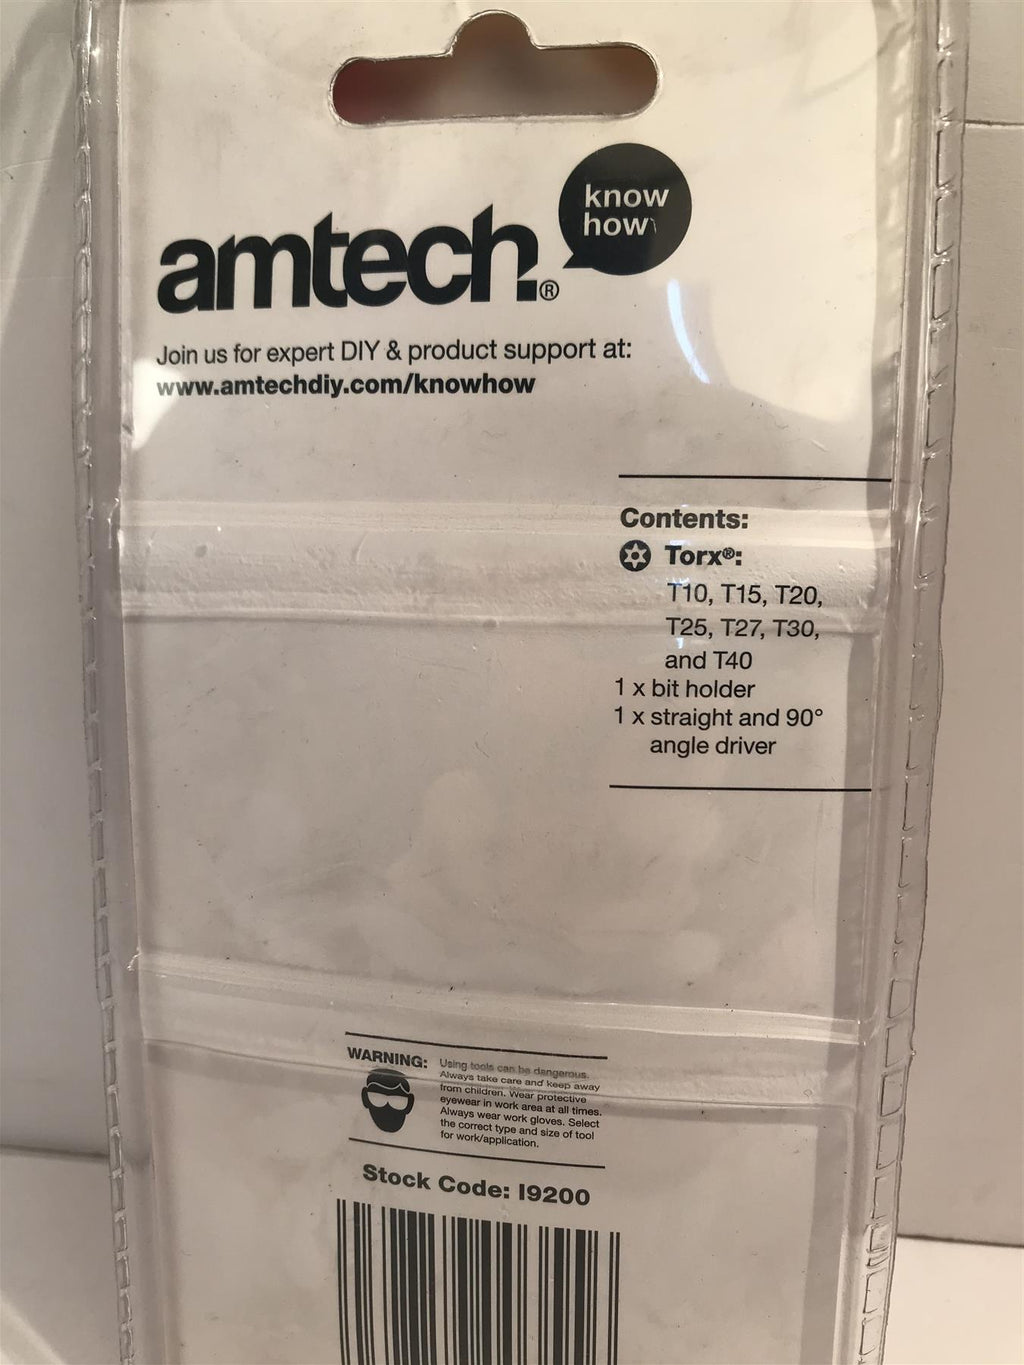 know
how
amtech®
Join us for expert DIY & product support at:
www.amtechdiy.com/knowhow
Contents:
Torx®:
T10, T15, T20,
T25, T27, T30,
and T40
1 x bit holder
1 x straight and 90°
angle driver
WARNING:
Using tools can be dangerous.
Always take care and keep away
from children. Wear protective
eyewear in work area at all times.
Always wear work gloves. Select
the correct type and size of tool
for work/application.
Stock Code: I9200